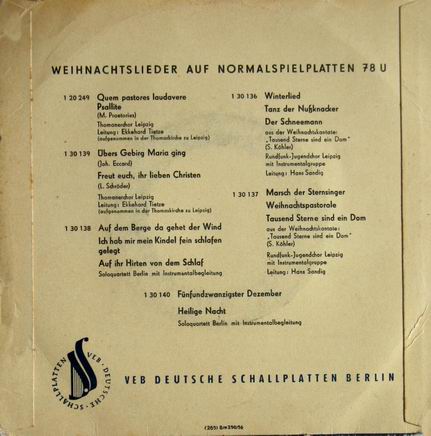 WEIHNACHTSLIEDER AUF NORMALSPIELPLATTEN 78 U
1 20 249 Quem pastores laudavere
Psallite
(M. Praetorius)
Thomanerchor Leipzig
Leitung: Ekkehard Tietze
(aufgenommen in der Thomaskirche zu Leipzig)
1 30 139 Übers Gebirg Maria ging
(Joh. Eccard)
Freut euch, ihr lieben Christen
(L. Schröder)
Thomanerchor Leipzig
Leitung: Ekkehard Tietze
(aufgenommen in der Thomaskirche zu Leipzig)
1 30 138 Auf dem Berge da gehet der Wind
Ich hab mir mein Kindel fein schlafen
gelegt
Auf ihr Hirten von dem Schlaf
Soloquartett Berlin mit Instrumentalbegleitung
1 30 136 Winterlied
Tanz der Nußknacker
Der Schneemann
aus der Weihnachtskantate:
„Tausend Sterne sind ein Dom"
(S. Köhler)
Rundfunk-Jugendchor Leipzig
mit Instrumentalgruppe
Leitung: Hans Sandig
1 30 137 Marsch der Sternsinger
Weihnachtspastorale
Tausend Sterne sind ein Dom
aus der Weihnachtskantate:
„Tausend Sterne sind ein Dom"
(S. Köhler)
Rundfunk-Jugendchor Leipzig
mit Instrumentalgruppe
Leitung: Hans Sandig
1 30 140 Fünfundzwanzigster Dezember
Heilige Nacht
Soloquartett Berlin mit Instrumentalbegleitung
VEB · DEUTSCHE · SCHALLPLATTEN
VEB DEUTSCHE SCHALLPLATTEN BERLIN